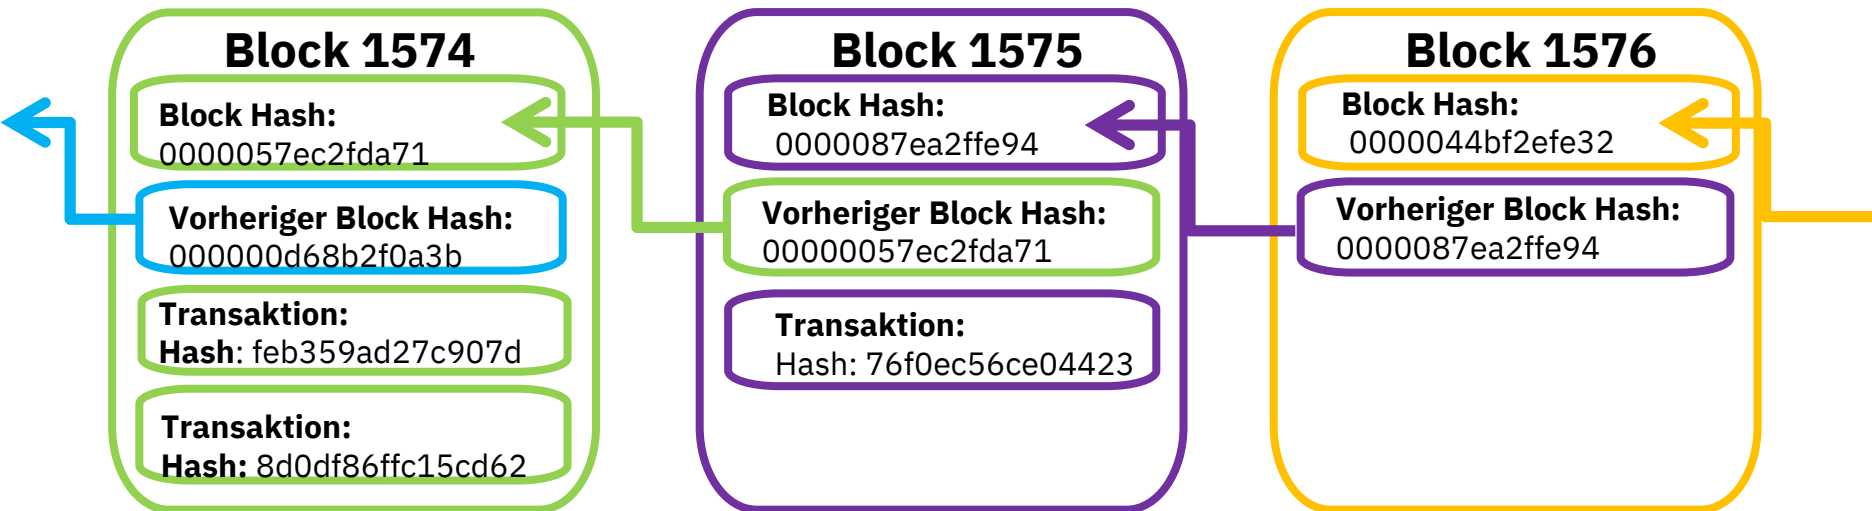 Block 1574
Block Hash:
0000057ec2fda71
Vorheriger Block Hash:
000000d68b2f0a3b
Transaktion:
Hash: feb359ad27c907d
Transaktion:
Hash: 8d0df86ffc15cd62
Block 1575
Block Hash:
0000087ea2ffe94
Vorheriger Block Hash:
00000057ec2fda71
Transaktion:
Hash: 76f0ec56ce04423
Block 1576
Block Hash:
0000044bf2efe32
Vorheriger Block Hash:
0000087ea2ffe94